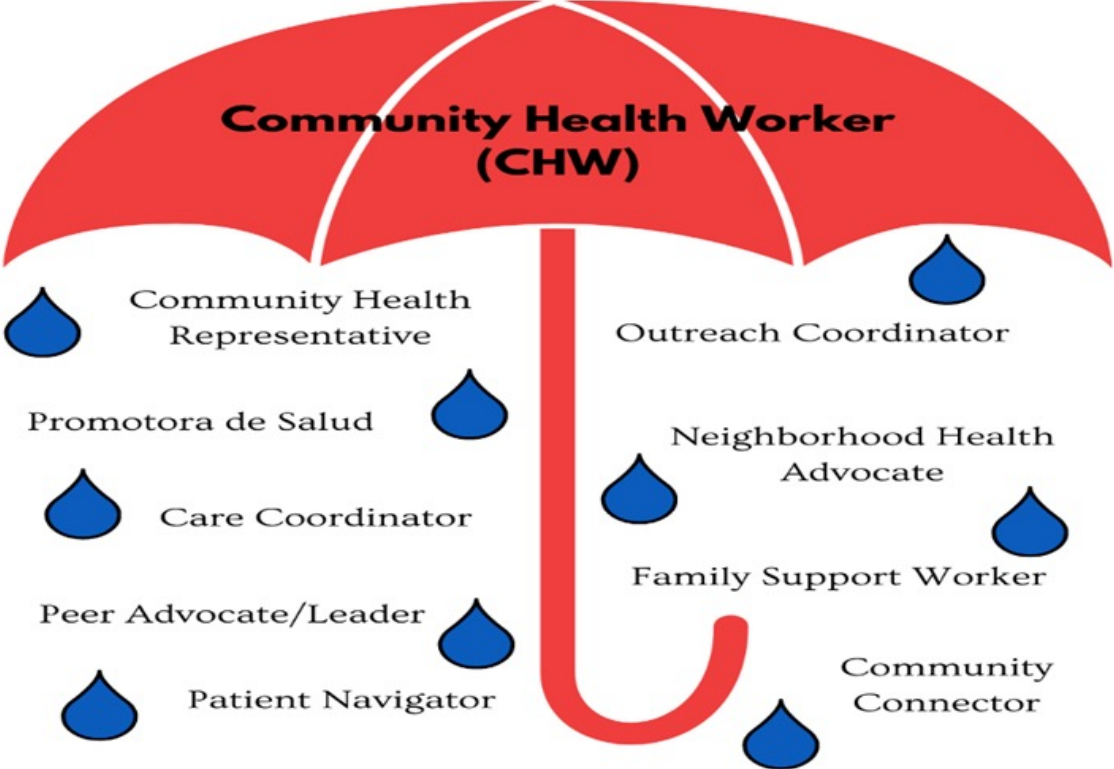 Community Health Worker
(CHW)
Community Health
Representative
Promotora de Salud
Care Coordinator
Peer Advocate/Leader
Patient Navigator
Outreach Coordinator
Neighborhood Health
Advocate
Family Support Worker
Community
Connector